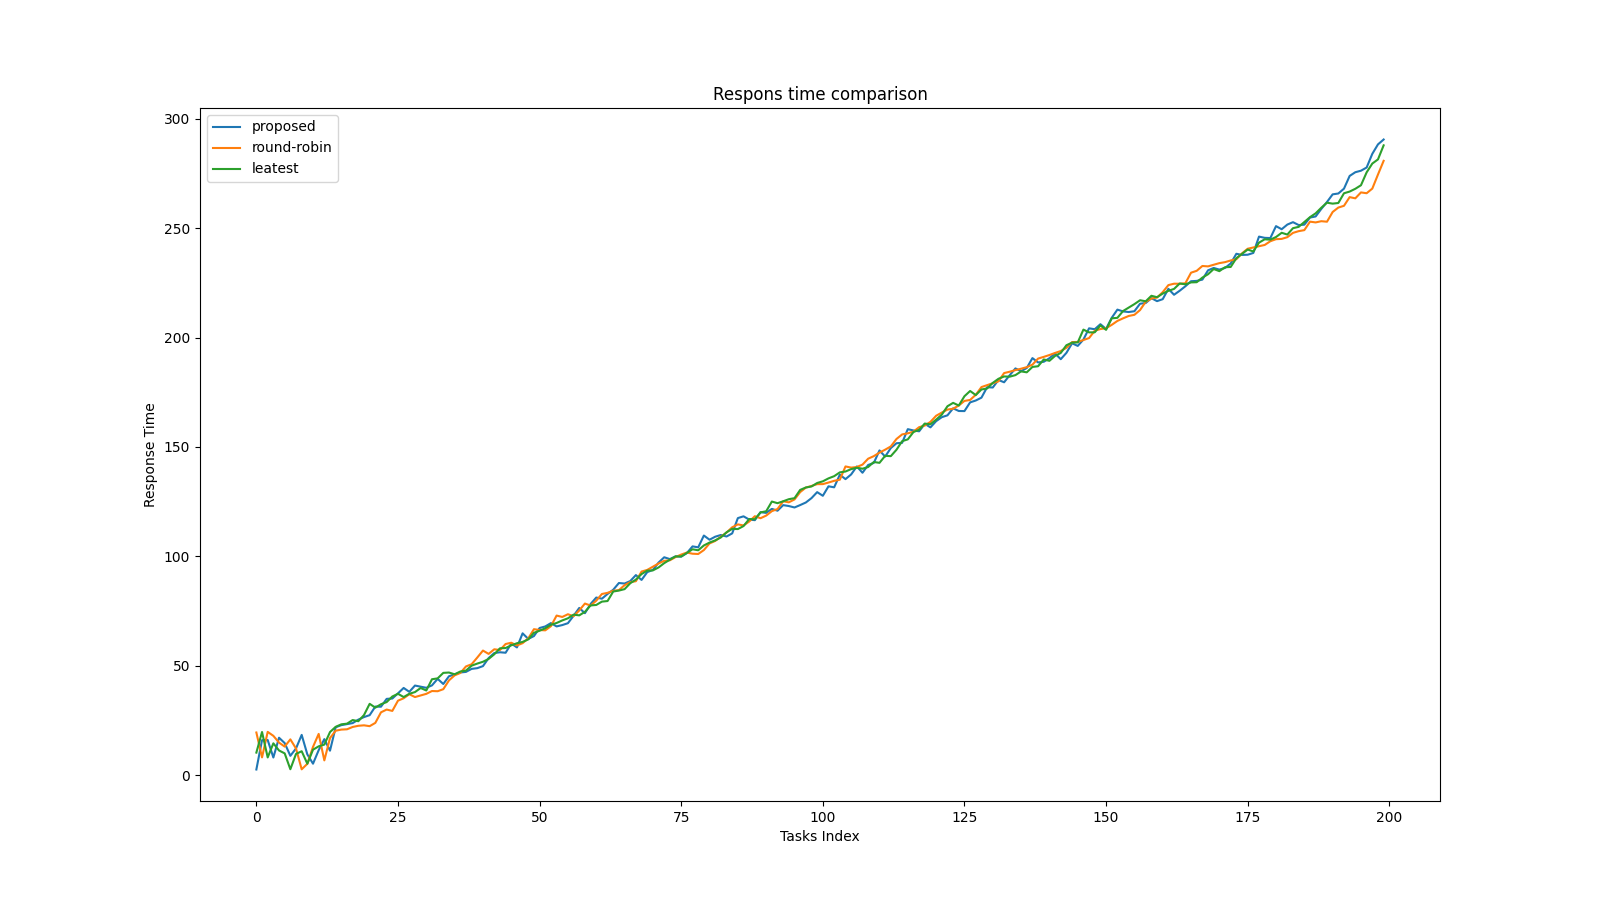 Respons time comparison
proposed
round-robin
leatest
300
250
200
150
100
50
0
Response Time
0 25 50 75 100 125 150 175 200
Tasks Index